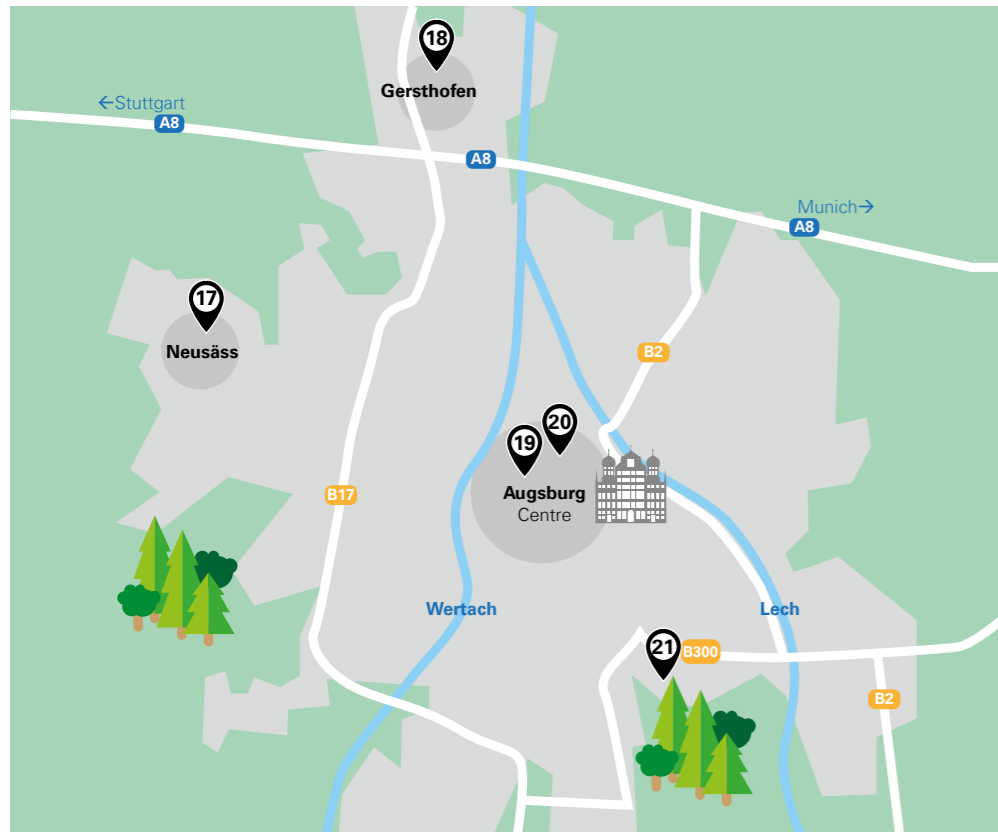 18
Gersthofen
←Stuttgart
A8
A8
Munich→
A8
17
Neusäss
B2
20
19
Augsburg
Centre
B17
Wertach
Lech
21
B300
B2